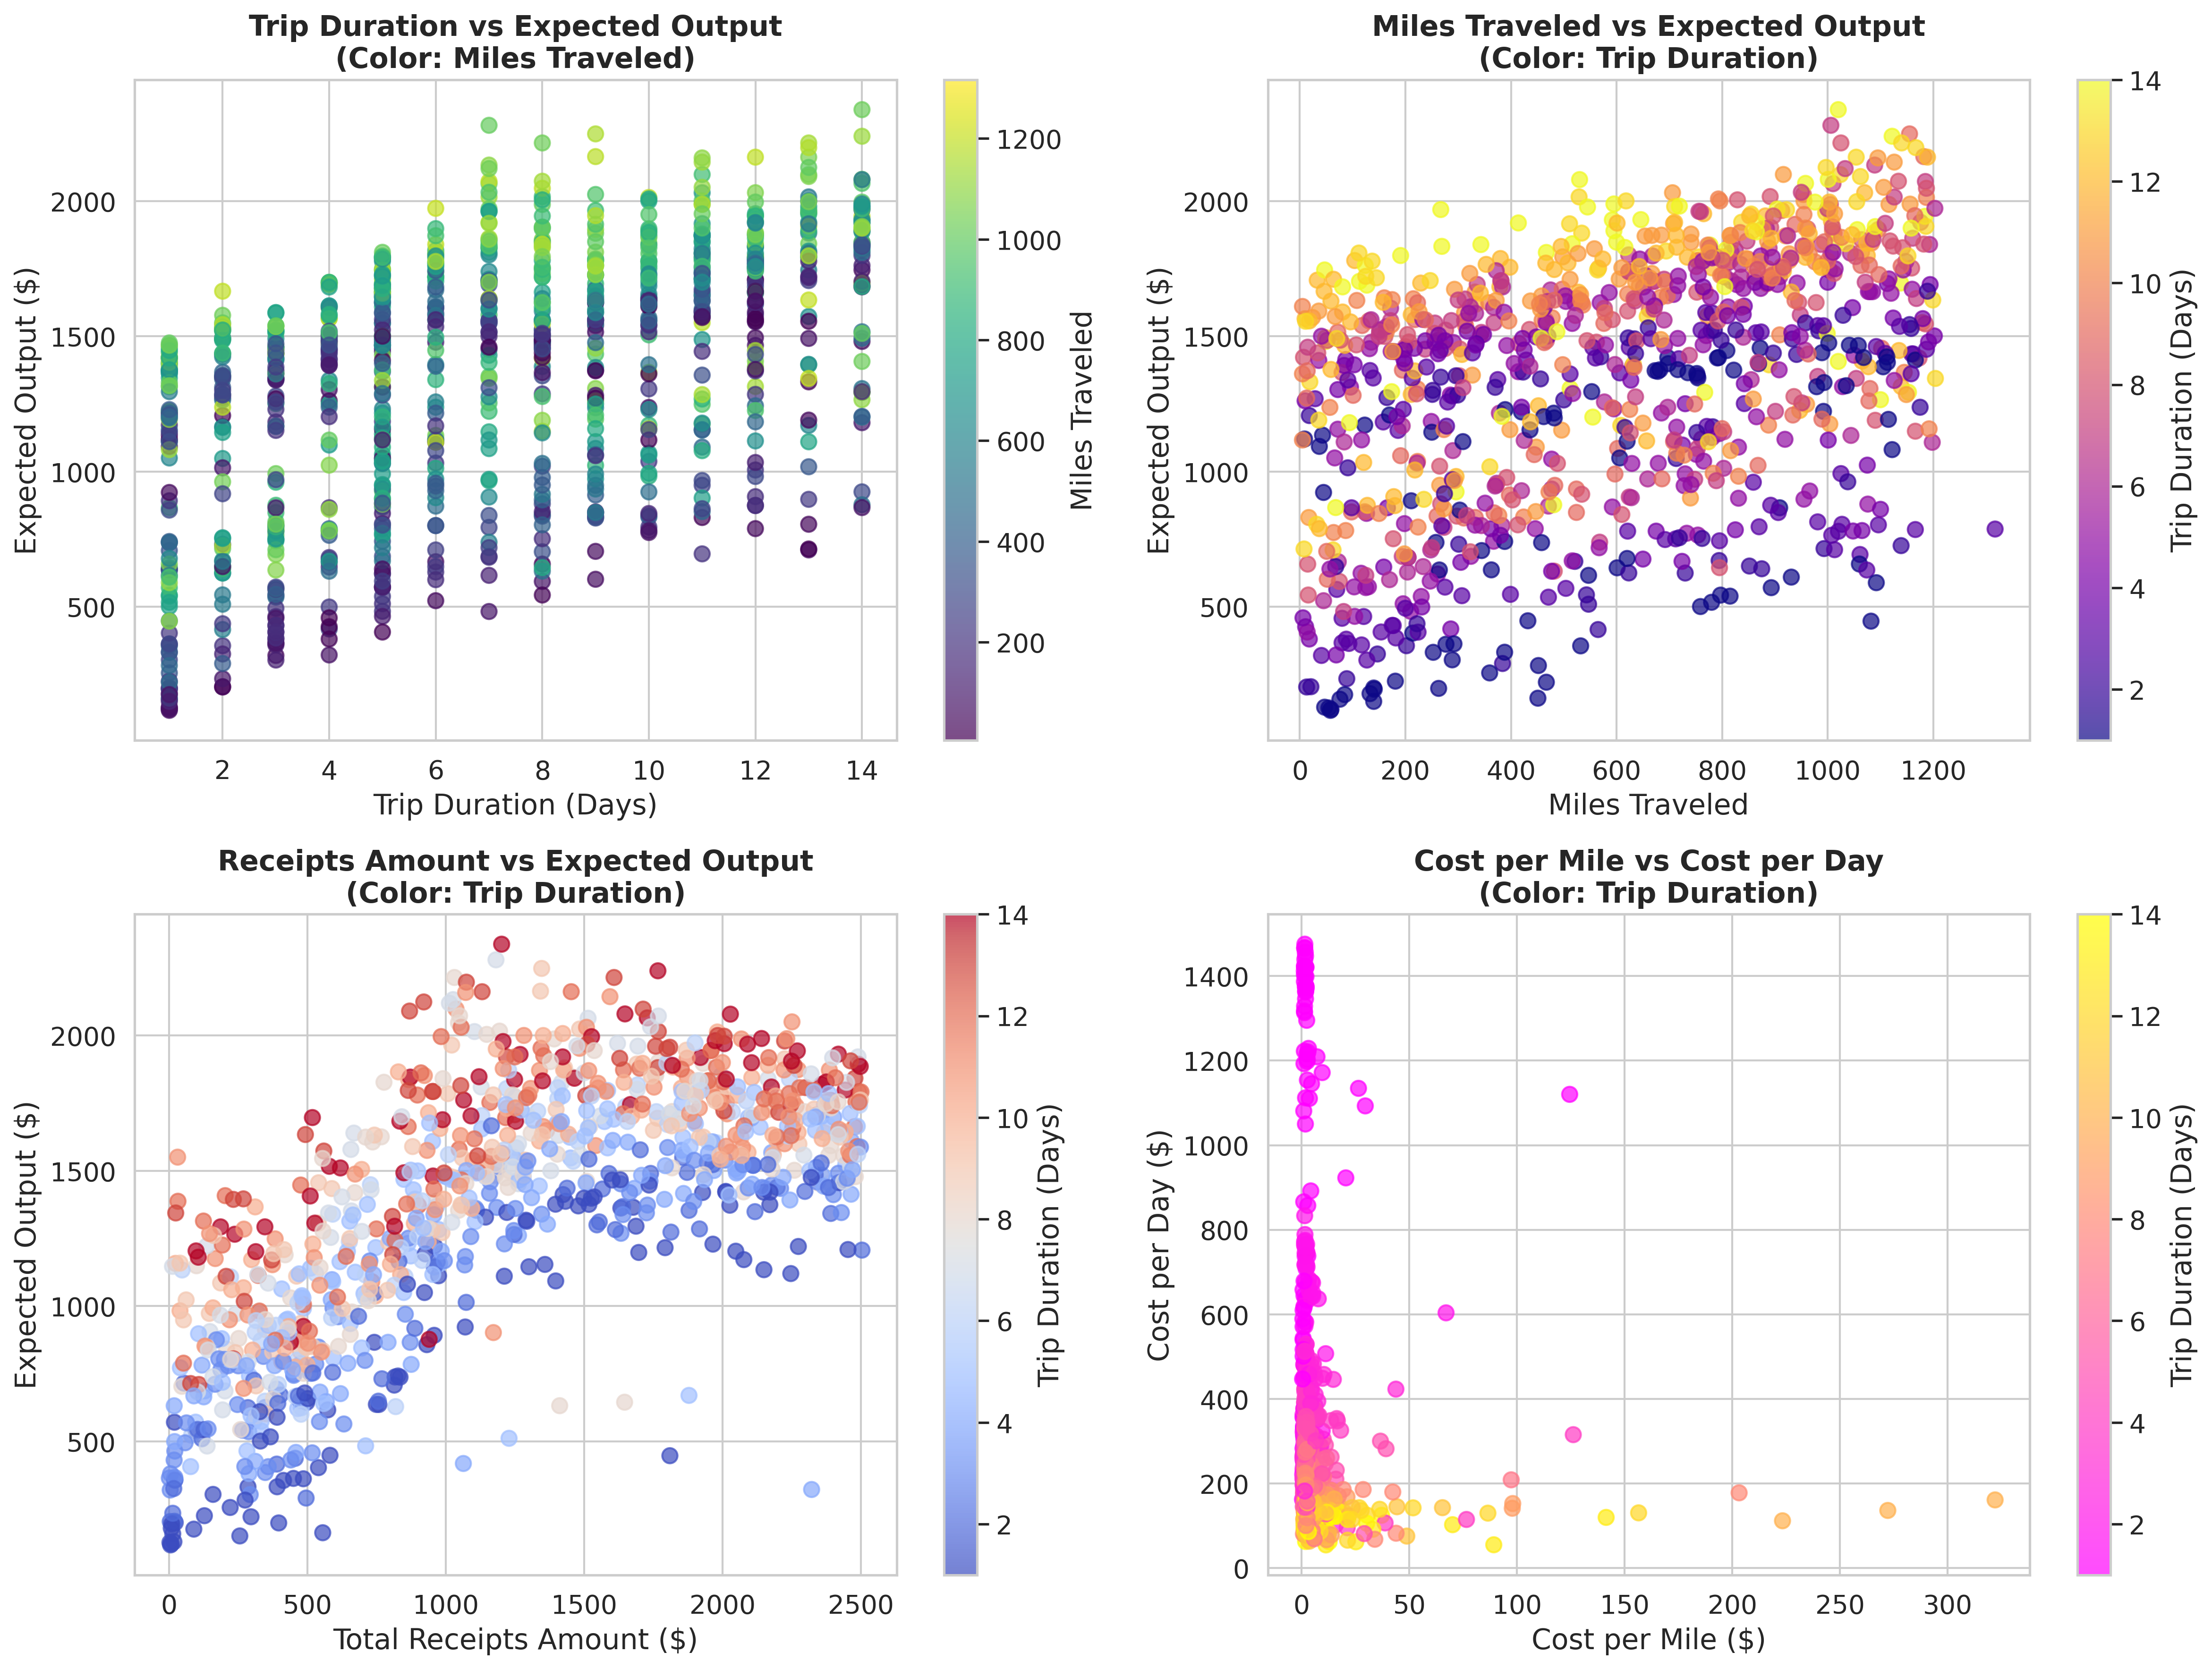 Trip Duration vs Expected Output
(Color: Miles Traveled)
Expected Output ($)
2000
1500
1000
500
2 4 6 8 10 12 14
Trip Duration (Days)
1200
1000
800
600
400
200
Miles Traveled
Miles Traveled vs Expected Output
(Color: Trip Duration)
Expected Output ($)
2000
1500
1000
500
0 200 400 600 800 1000 1200
Miles Traveled
14
12
10
8
6
4
2
Trip Duration (Days)
Receipts Amount vs Expected Output
(Color: Trip Duration)
Expected Output ($)
2000
1500
1000
500
0 500 1000 1500 2000 2500
Total Receipts Amount ($)
14
12
10
8
6
4
2
Trip Duration (Days)
Cost per Mile vs Cost per Day
(Color: Trip Duration)
Cost per Day ($)
1400
1200
1000
800
600
400
200
0
0 50 100 150 200 250 300
Cost per Mile ($)
14
12
10
8
6
4
2
Trip Duration (Days)